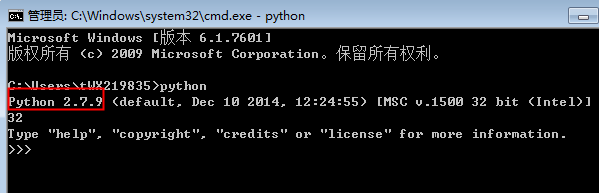 管理员: C:\Windows\system32\cmd.exe - python
Microsoft Windows [版本 6.1.7601]
版权所有 (c) 2009 Microsoft Corporation。保留所有权利。
C:\Users\tWX219835>python
Python 2.7.9 (default, Dec 10 2014, 12:24:55) [MSC v.1500 32 bit (Intel)]
32
Type "help", "copyright", "credits" or "license" for more information.
>>>